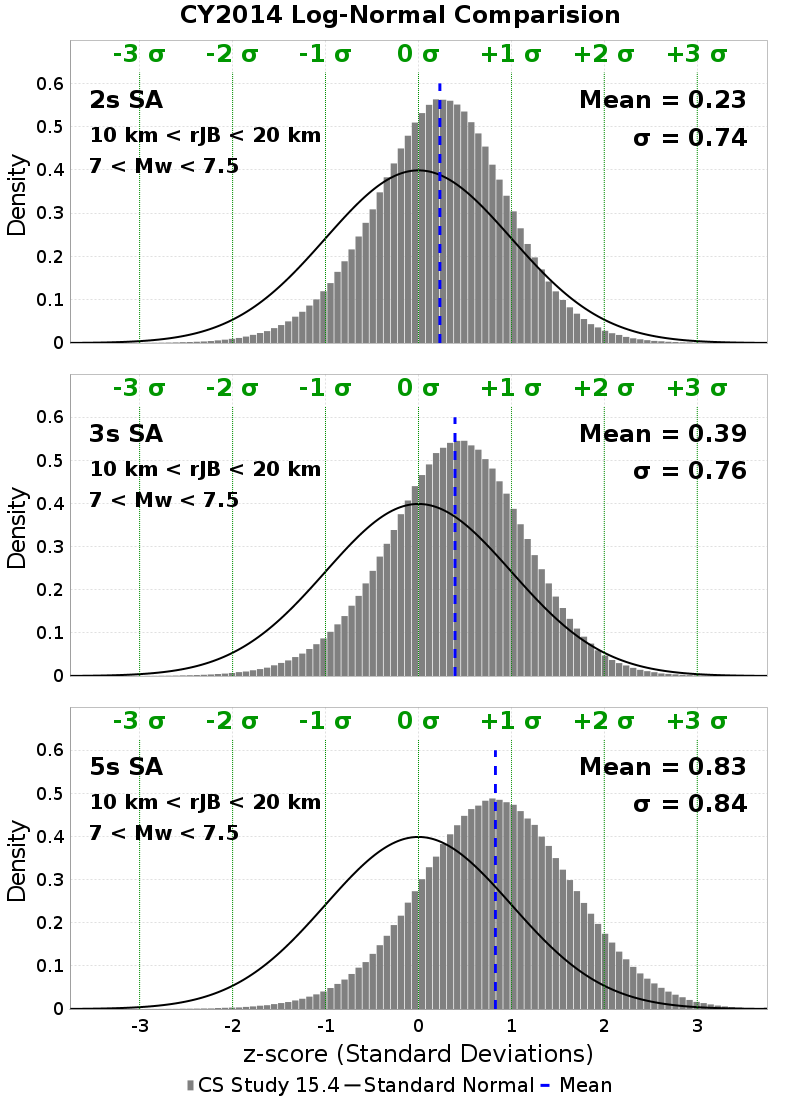 CY2014 Log-Normal Comparision
-3 σ -2 σ -1 σ 0 σ +1 σ +2 σ +3 σ
0.6
2s SA Mean = 0.23
0.5
10 km < rJB < 20 km σ = 0.74
7 < Mw < 7.5
0.4
0.3
0.2
0.1
0
Density
-3 σ -2 σ -1 σ 0 σ +1 σ +2 σ +3 σ
0.6
3s SA Mean = 0.39
0.5
10 km < rJB < 20 km σ = 0.76
7 < Mw < 7.5
0.4
0.3
0.2
0.1
0
Density
-3 σ -2 σ -1 σ 0 σ +1 σ +2 σ +3 σ
0.6
5s SA Mean = 0.83
0.5
10 km < rJB < 20 km σ = 0.84
7 < Mw < 7.5
0.4
0.3
0.2
0.1
0
Density
-3 -2 -1 0 1 2 3
z-score (Standard Deviations)
CS Study 15.4 Standard Normal Mean